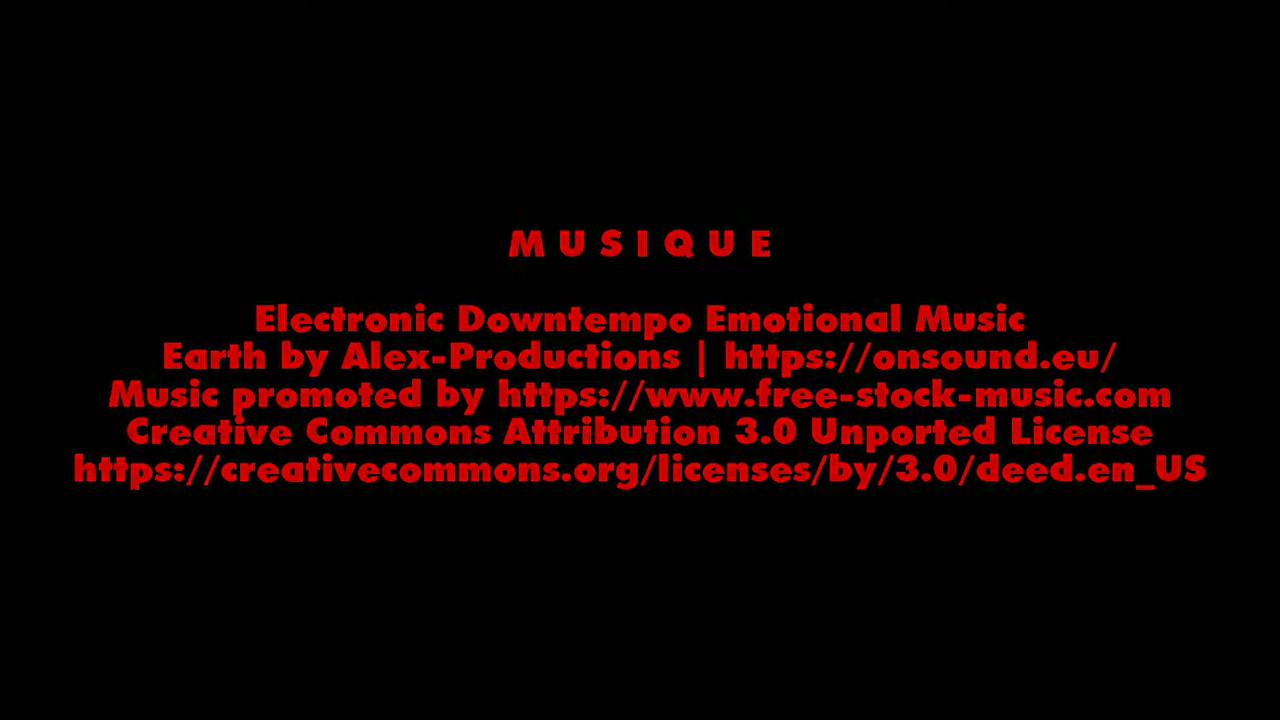 MUSIQUE
Electronic Downtempo Emotional Music
Earth by Alex-Productions | https://onsound.eu/
Music promoted by https://www.free-stock-music.com
Creative Commons Attribution 3.0 Unported License
https://creativecommons.org/licenses/by/3.0/deed.en_US